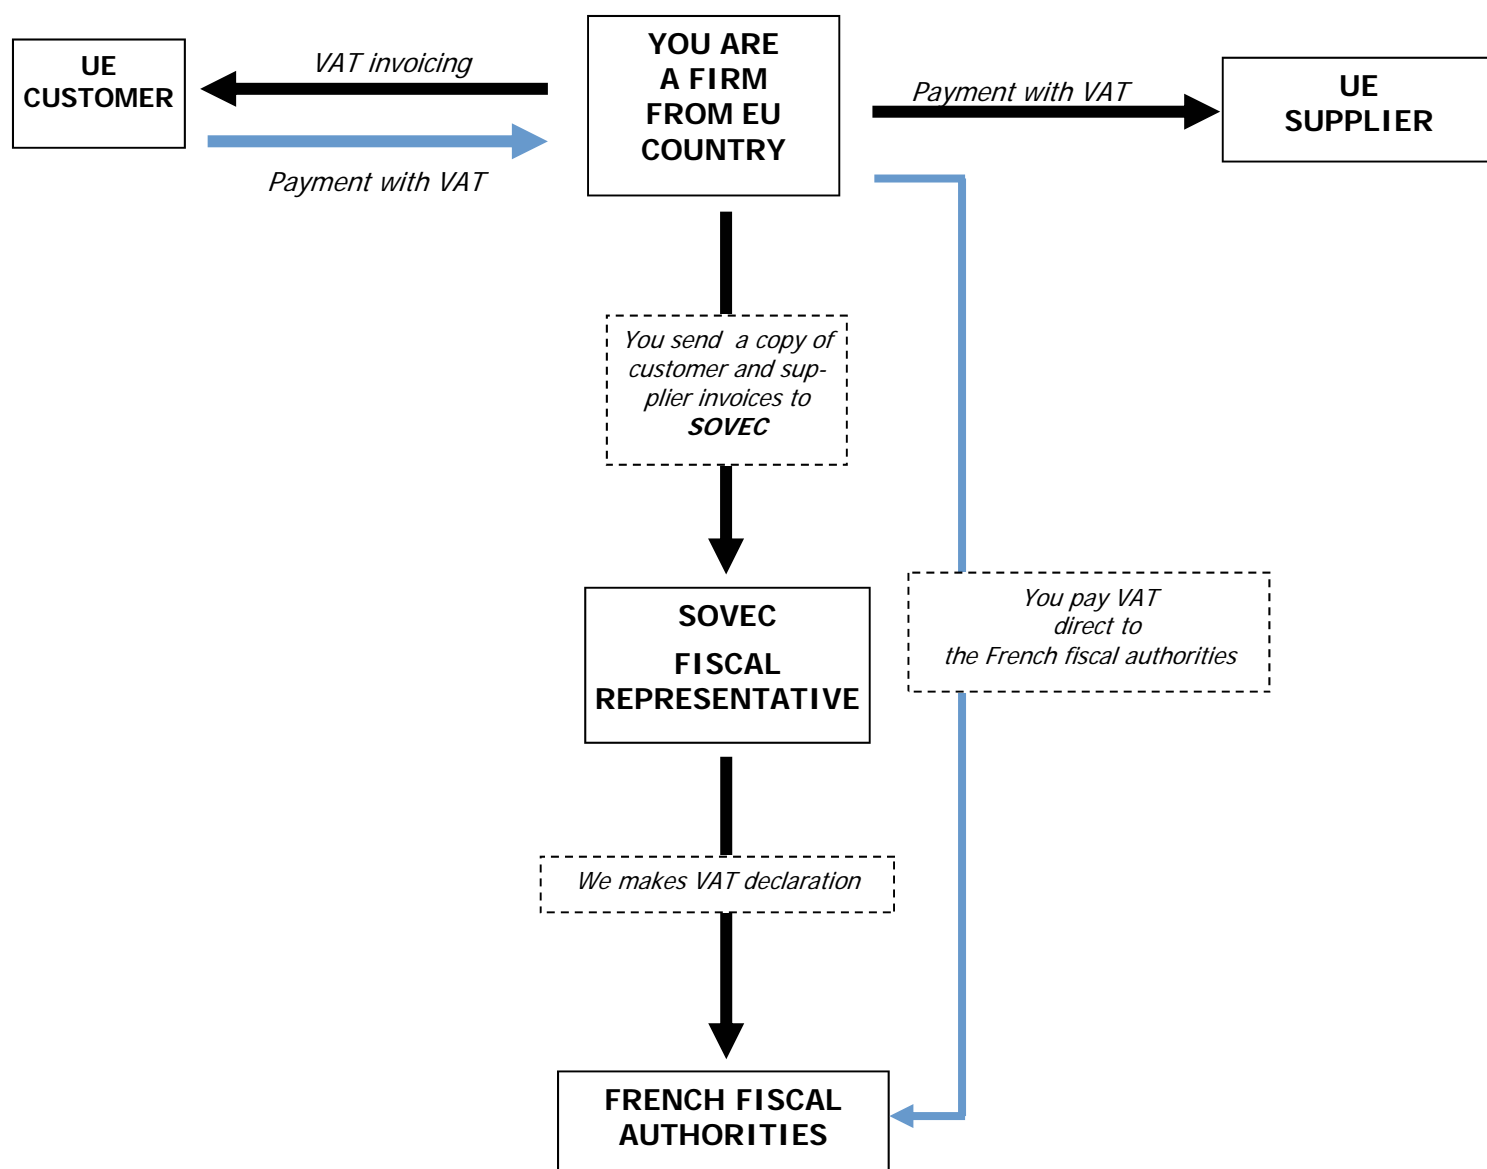 UE
CUSTOMER
VAT invoicing
Payment with VAT
YOU ARE
A FIRM
FROM EU
COUNTRY
Payment with VAT
UE
SUPPLIER
You send  a copy of
customer and sup-
plier invoices to
SOVEC
SOVEC
FISCAL
REPRESENTATIVE
You pay VAT
direct to
the French fiscal authorities
We makes VAT declaration
FRENCH FISCAL
AUTHORITIES